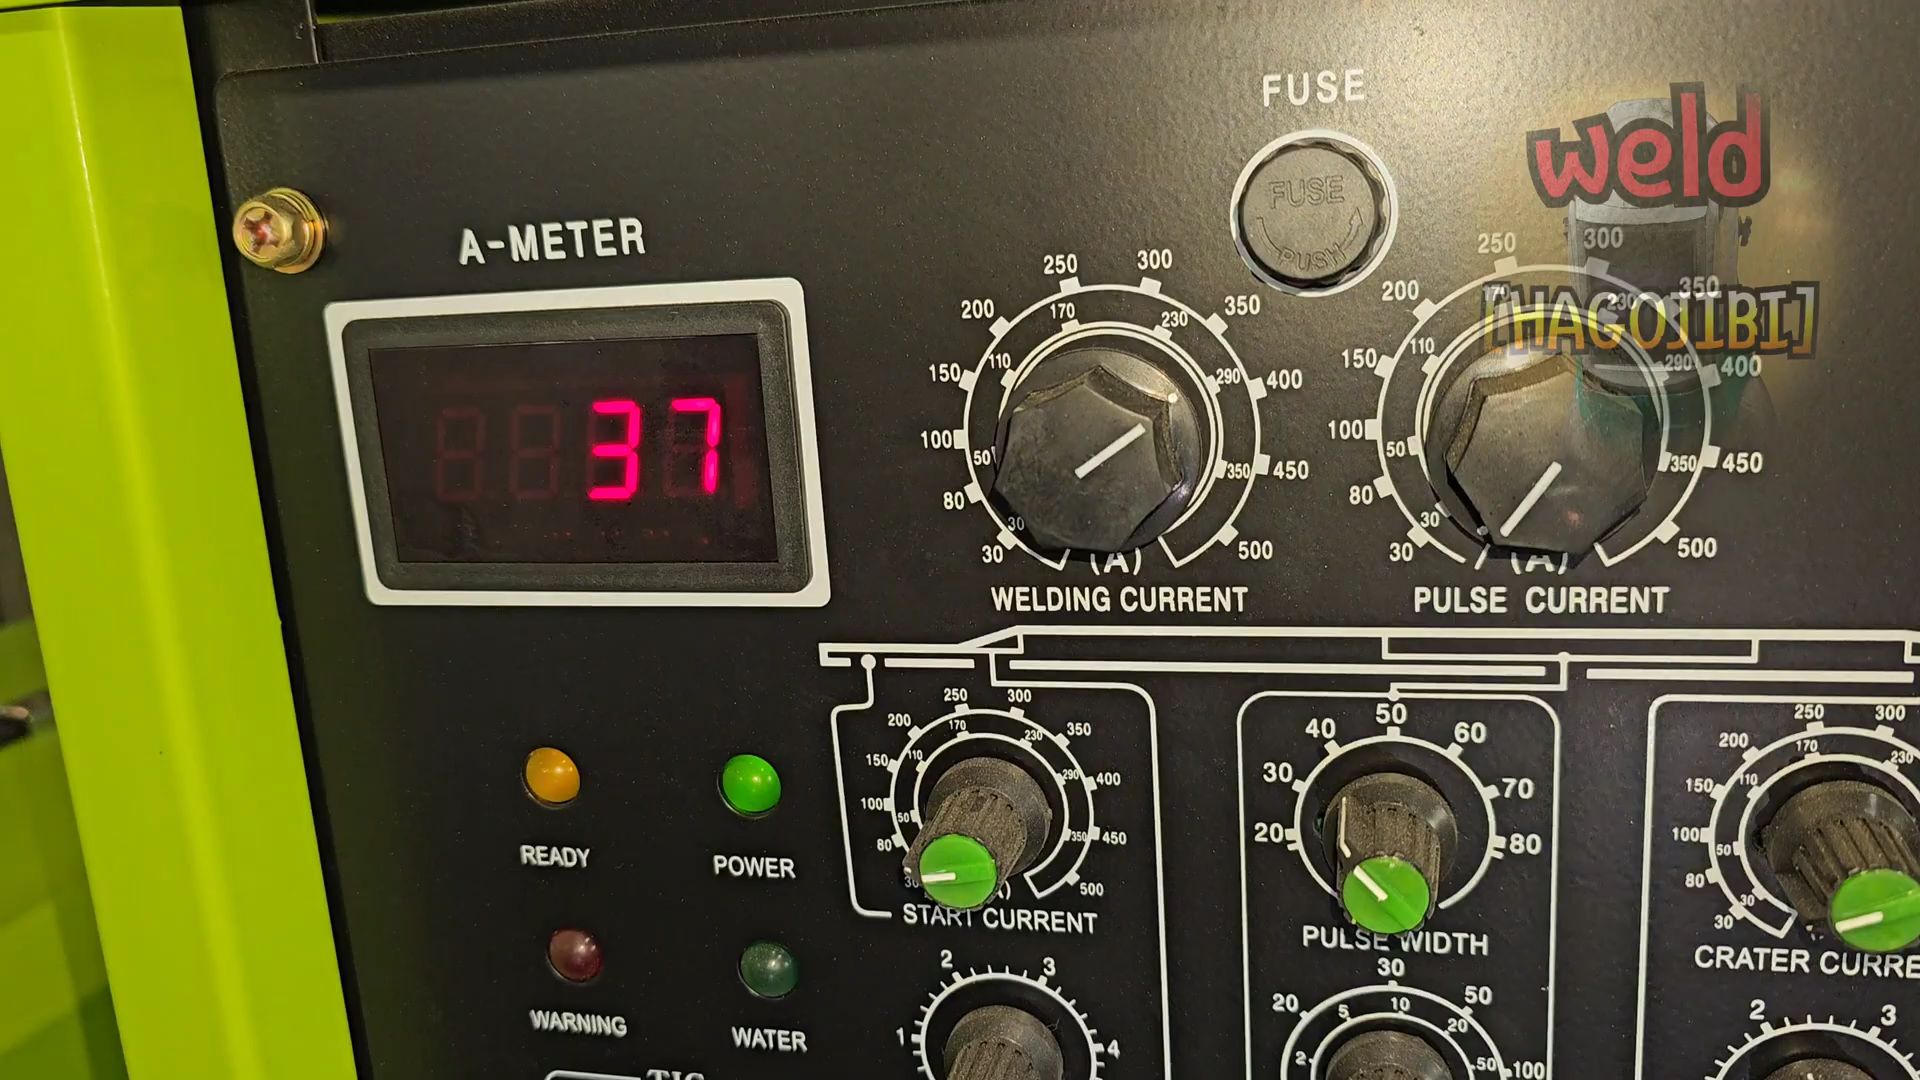 FUSE
FUSE
PUSH
weld
[HAGOJIBI]
A-METER
37
30 80 100 150 200 250 300 350 400 450 500
30 50 110 170 230 290 350
(A)
WELDING CURRENT
30 80 100 150 200 250 300 350 400 450 500
30 50 110 170 230 290 350
(A)
PULSE CURRENT
READY
POWER
WARNING
WATER
80 100 150 200 250 300 350 400 450 500
50 110 170 230 290 350
START CURRENT
20 30 40 50 60 70 80
PULSE WIDTH
30 80 100 150 200 250 300
30 50 110 170 230
CRATER CURRE
1 2 3 4
2 20 30 50 100
5 10 20 50
2 3
TIG